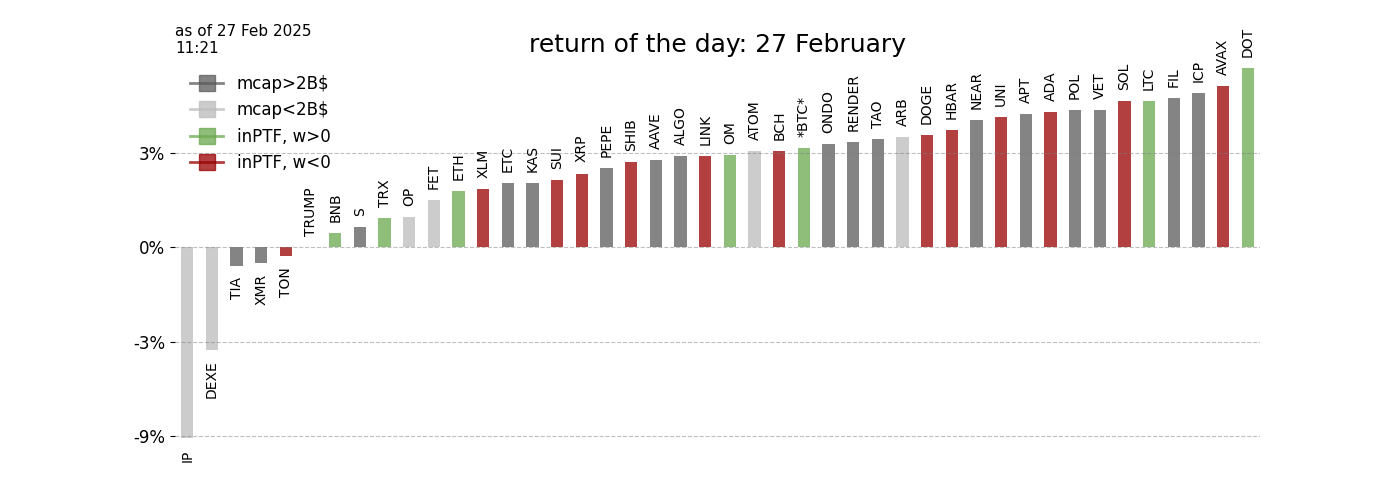 as of 27 Feb 2025
11:21
return of the day: 27 February
mcap>2B$
mcap<2B$
inPTF, w>0
inPTF, w<0
3%
0%
-3%
-9%
IP
DEXE
TIA
XMR
TON
TRUMP
BNB
S
TRX
OP
FET
ETH
XLM
ETC
KAS
SUI
XRP
PEPE
SHIB
AAVE
ALGO
LINK
OM
ATOM
BCH
*BTC*
ONDO
RENDER
TAO
ARB
DOGE
HBAR
NEAR
UNI
APT
ADA
POL
VET
SOL
LTC
FIL
ICP
AVAX
DOT